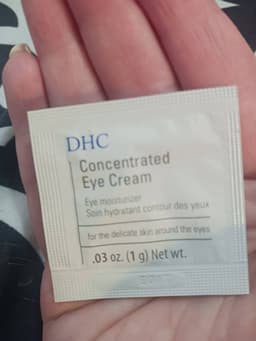 DHC
Concentrated
Eye Cream
Eye moisturizer
Soin hydratant contour des yeux
for the delicate skin around the eyes
.03 oz. (1 g) Net wt.